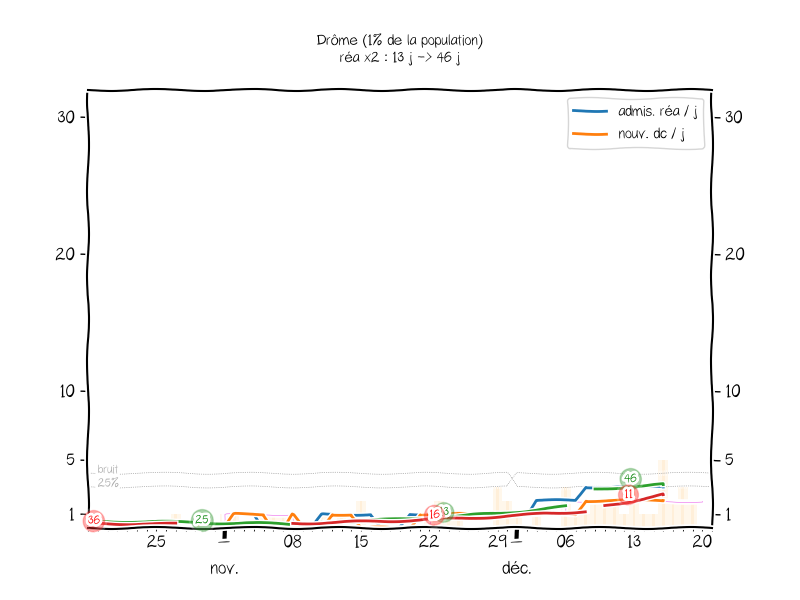 Drôme (1% de la population)
réa x2 : 13 j -> 46 j
admis. réa / j
nouv. dc / j
30 30
20 20
10 10
5 5
bruit
25%
1 1
36 25 16 3 46 11
25 08 15 22 29 06 13 20
nov. déc.